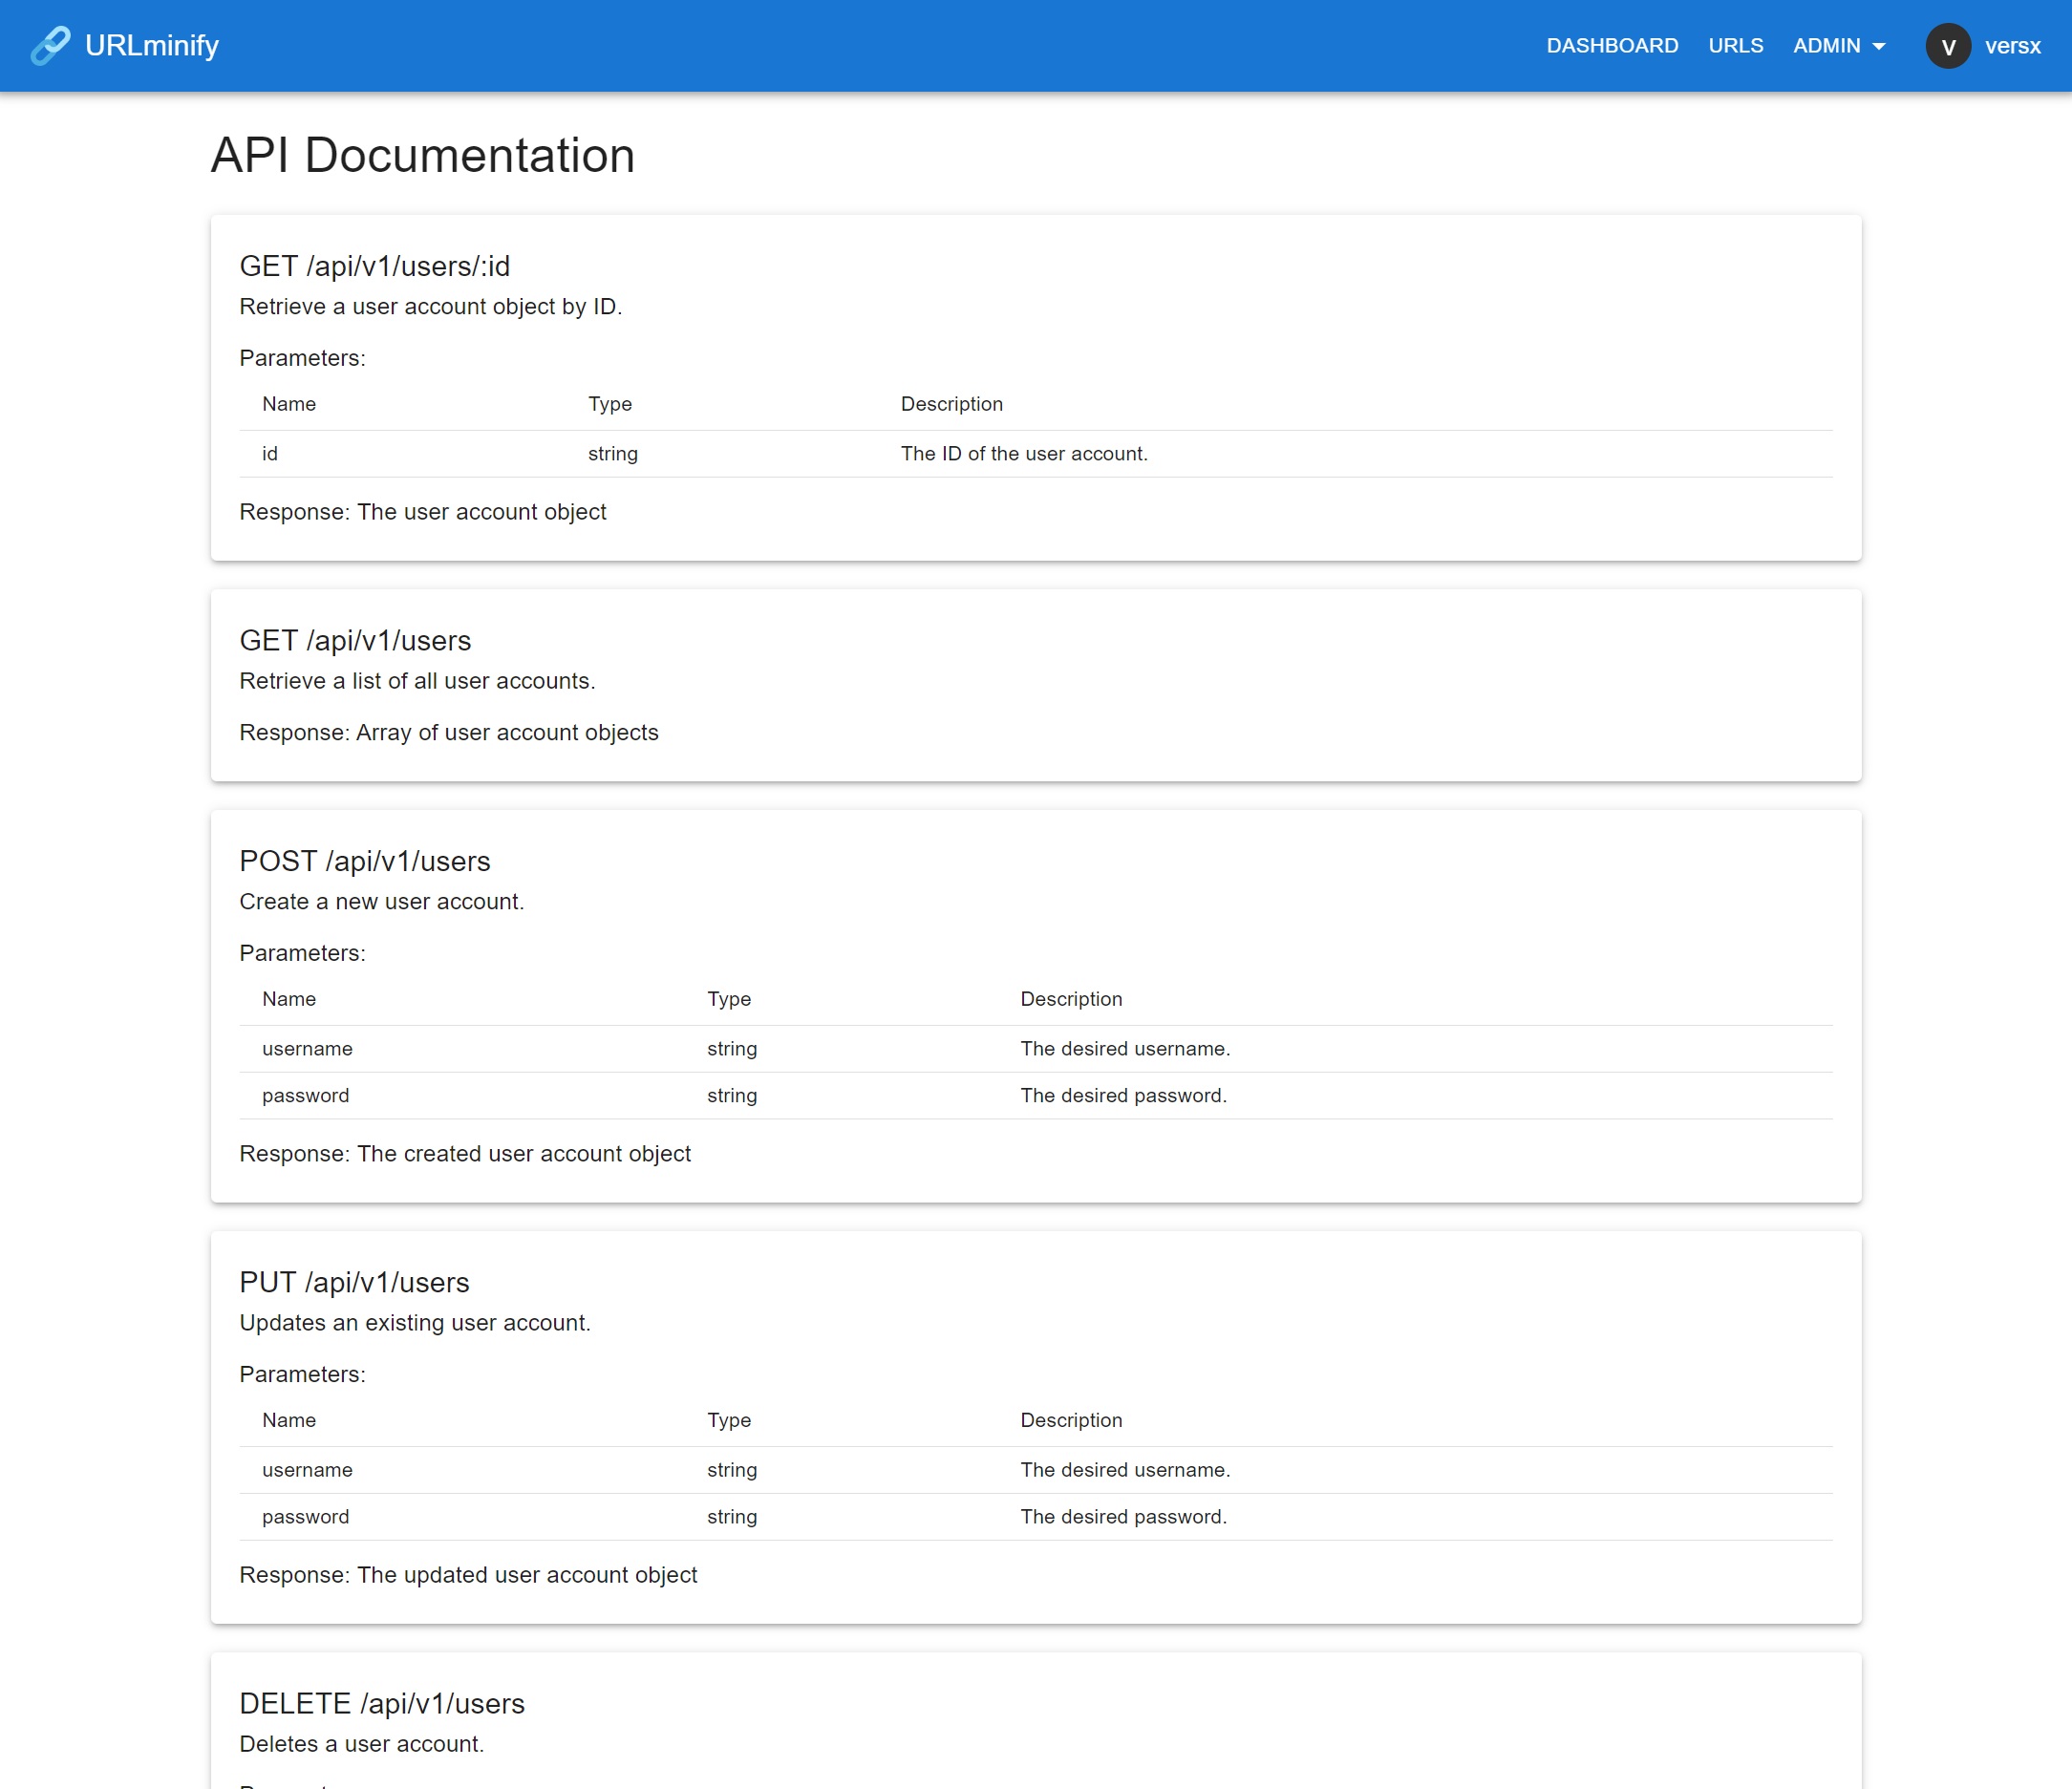 URLminify
DASHBOARD URLS ADMIN V versx
API Documentation
GET /api/v1/users/:id
Retrieve a user account object by ID.
Parameters:
Name Type Description
id string The ID of the user account.
Response: The user account object
GET /api/v1/users
Retrieve a list of all user accounts.
Response: Array of user account objects
POST /api/v1/users
Create a new user account.
Parameters:
Name Type Description
username string The desired username.
password string The desired password.
Response: The created user account object
PUT /api/v1/users
Updates an existing user account.
Parameters:
Name Type Description
username string The desired username.
password string The desired password.
Response: The updated user account object
DELETE /api/v1/users
Deletes a user account.